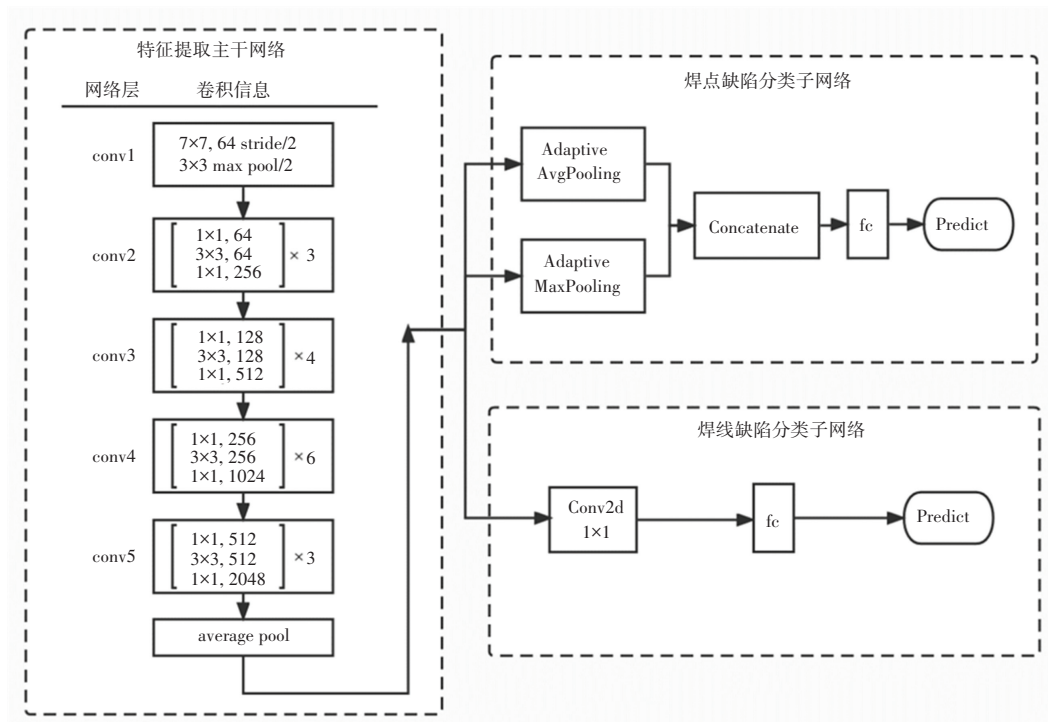 特征提取主干网络
网络层 卷积信息
conv1
7×7, 64 stride/2
3×3 max pool/2
conv2
1×1, 64
3×3, 64
1×1, 256
× 3
conv3
1×1, 128
3×3, 128
1×1, 512
×4
conv4
1×1, 256
3×3, 256
1×1, 1024
×6
conv5
1×1, 512
3×3, 512
1×1, 2048
×3
average pool
焊点缺陷分类子网络
Adaptive
AvgPooling
Adaptive
MaxPooling
Concatenate
fc
Predict
焊线缺陷分类子网络
Conv2d
1×1
fc
Predict